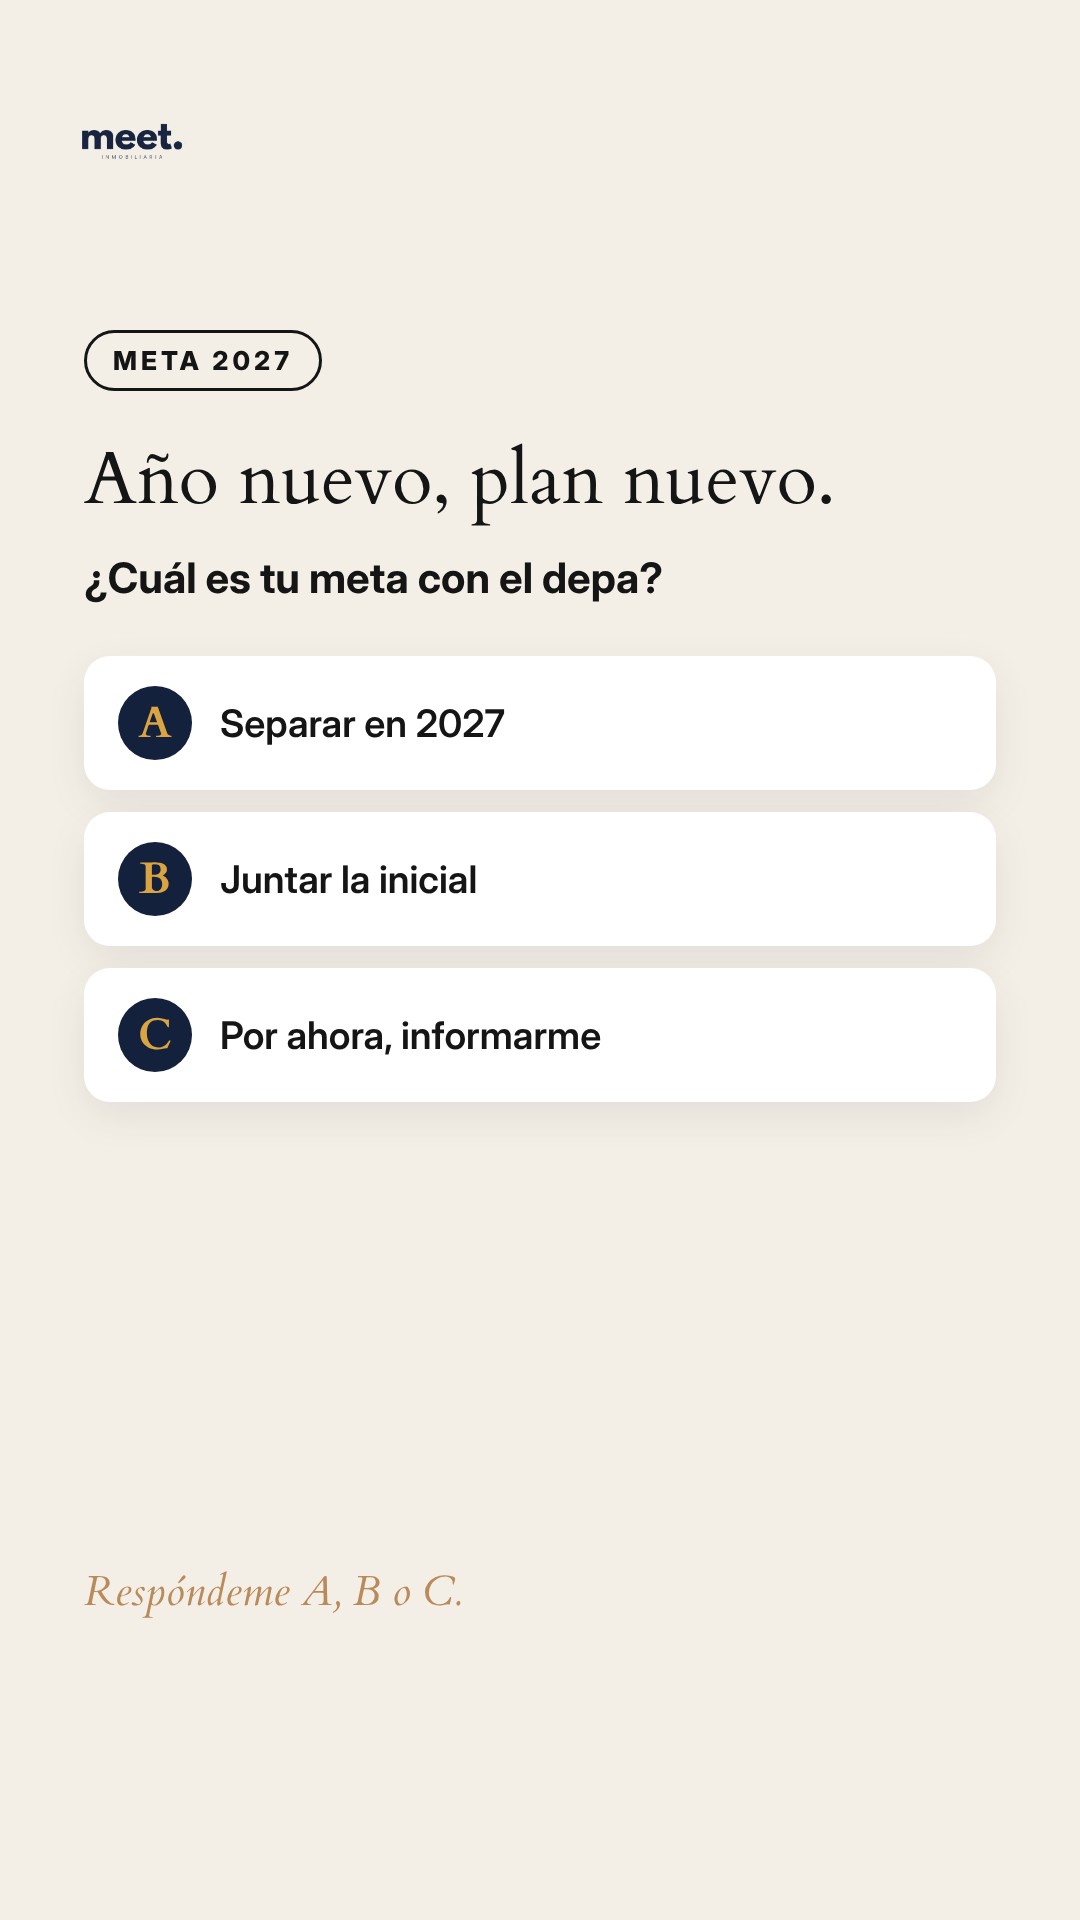 meet.
INMOBILIARIA
META 2027
Año nuevo, plan nuevo.
¿Cuál es tu meta con el depa?
A Separar en 2027
B Juntar la inicial
C Por ahora, informarme
Respóndeme A, B o C.